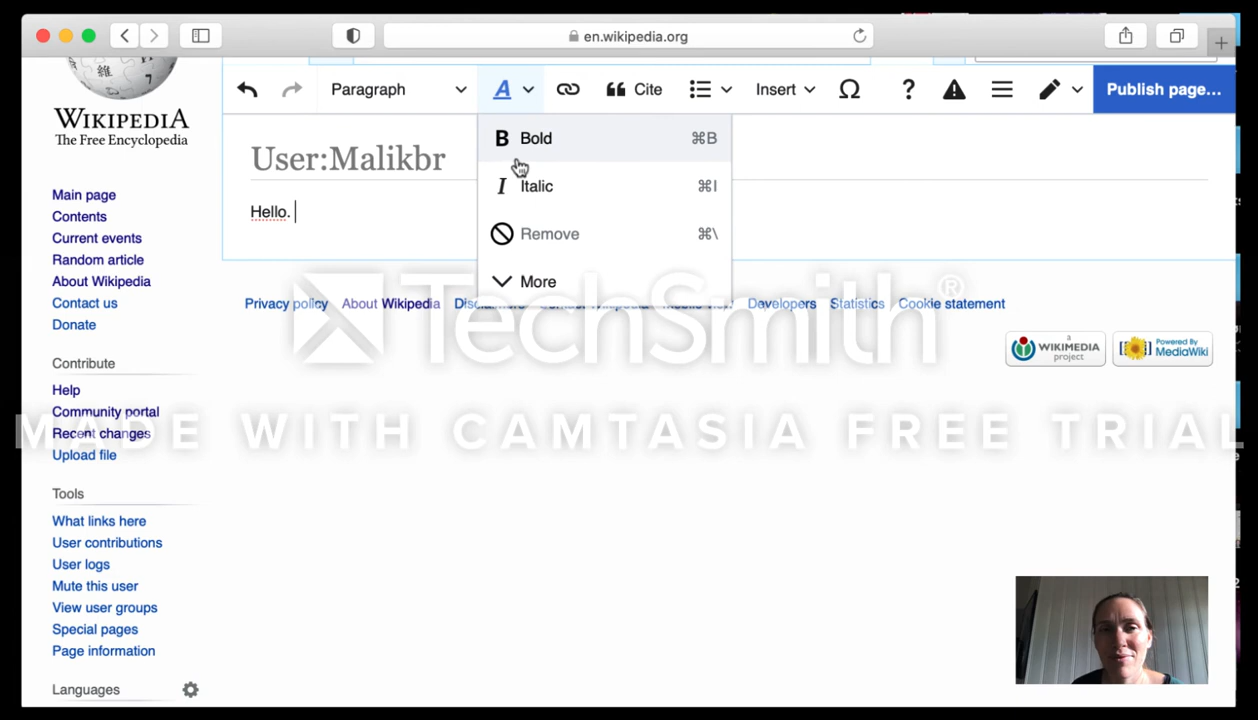 en.wikipedia.org
WIKIPEDIA
The Free Encyclopedia
Paragraph
A
Cite
Insert
Ω
?
Publish page...
B Bold ⌘B
I Italic ⌘I
Remove ⌘\
More
User:Malikbr
Hello.
Main page
Contents
Current events
Random article
About Wikipedia
Contact us
Donate
Contribute
Help
Community portal
Recent changes
Upload file
Tools
What links here
User contributions
User logs
Mute this user
View user groups
Special pages
Page information
Languages
Privacy policy About Wikipedia Developers Statistics Cookie statement
a
WIKIMEDIA
project
Powered By
MediaWiki
TechSmith®
MADE WITH CAMTASIA FREE TRIAL